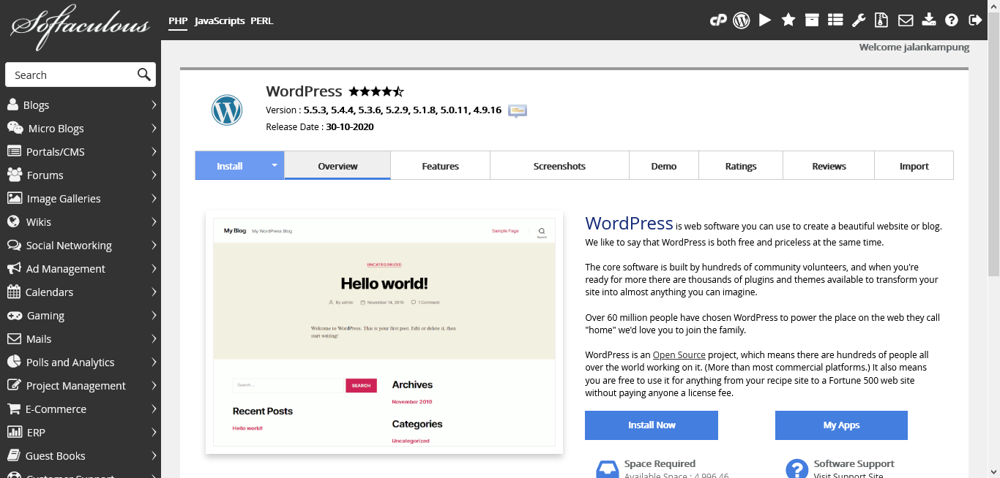 Softaculous
PHP JavaScripts PERL
Welcome jalankampung
Search
Blogs
Micro Blogs
Portals/CMS
Forums
Image Galleries
Wikis
Social Networking
Ad Management
Calendars
Gaming
Mails
Polls and Analytics
Project Management
E-Commerce
ERP
Guest Books
Customer Support
WordPress
Version : 5.5.3, 5.4.4, 5.3.6, 5.2.9, 5.1.8, 5.0.11, 4.9.16
Release Date : 30-10-2020
Install Overview Features Screenshots Demo Ratings Reviews Import
My Blog My WordPress Blog Sample Page
Search
UNCATEGORIZED
Hello world!
By admin November 14, 2019 1 Comment
Welcome to WordPress. This is your first post. Edit or delete it, then
start writing!
Search ... SEARCH
Recent Posts
Hello world!
Archives
November 2019
Categories
Uncategorized
WordPress is web software you can use to create a beautiful website or blog.
We like to say that WordPress is both free and priceless at the same time.
The core software is built by hundreds of community volunteers, and when you're
ready for more there are thousands of plugins and themes available to transform your
site into almost anything you can imagine.
Over 60 million people have chosen WordPress to power the place on the web they call
"home" we'd love you to join the family.
WordPress is an Open Source project, which means there are hundreds of people all
over the world working on it. (More than most commercial platforms.) It also means
you are free to use it for anything from your recipe site to a Fortune 500 web site
without paying anyone a license fee.
Install Now My Apps
Space Required
Available Space : 4,996.46
Software Support
Visit Support Site